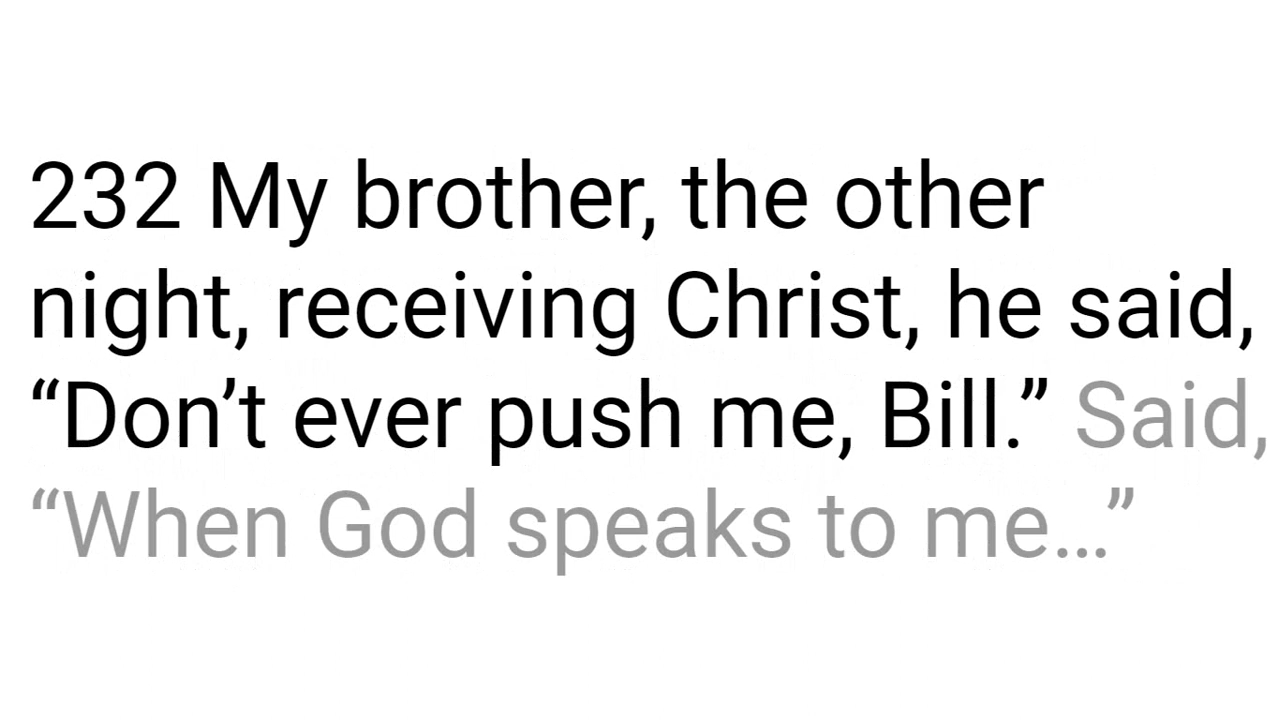 232 My brother, the other
night, receiving Christ, he said,
“Don’t ever push me, Bill.” Said,
“When God speaks to me…”